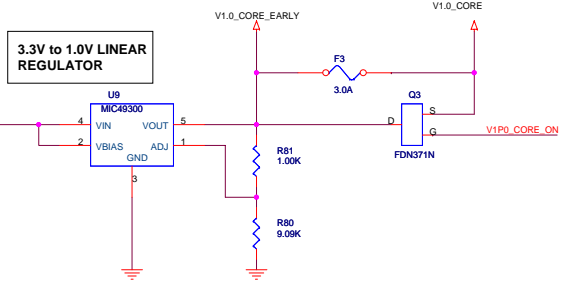 V1.0_CORE_EARLY
V1.0_CORE
3.3V to 1.0V LINEAR
REGULATOR
F3
3.0A
U9
MIC49300
Q3
4 VIN VOUT 5
D
S
G
V1P0_CORE_ON
2 VBIAS ADJ 1
GND
3
FDN371N
R81
1.00K
R80
9.09K